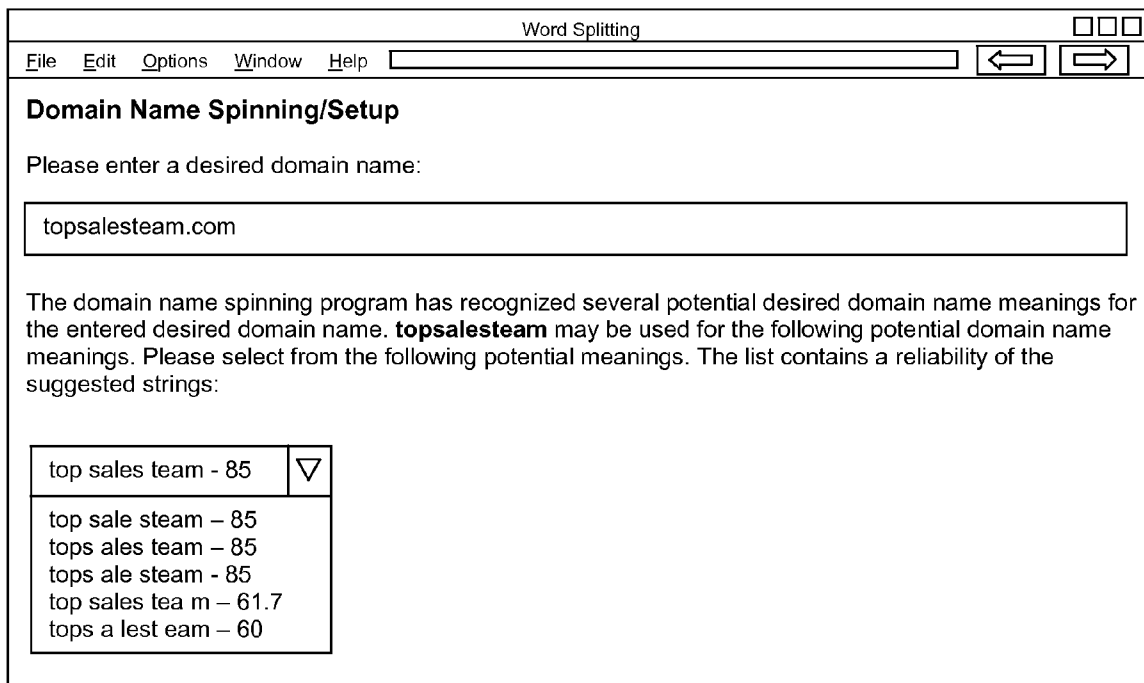 Word Splitting
File Edit Options Window Help
Domain Name Spinning/Setup
Please enter a desired domain name:
topsalesteam.com
The domain name spinning program has recognized several potential desired domain name meanings for
the entered desired domain name. topsalesteam may be used for the following potential domain name
meanings. Please select from the following potential meanings. The list contains a reliability of the
suggested strings:
top sales team - 85
top sale steam – 85
tops ales team – 85
tops ale steam - 85
top sales tea m – 61.7
tops a lest eam – 60